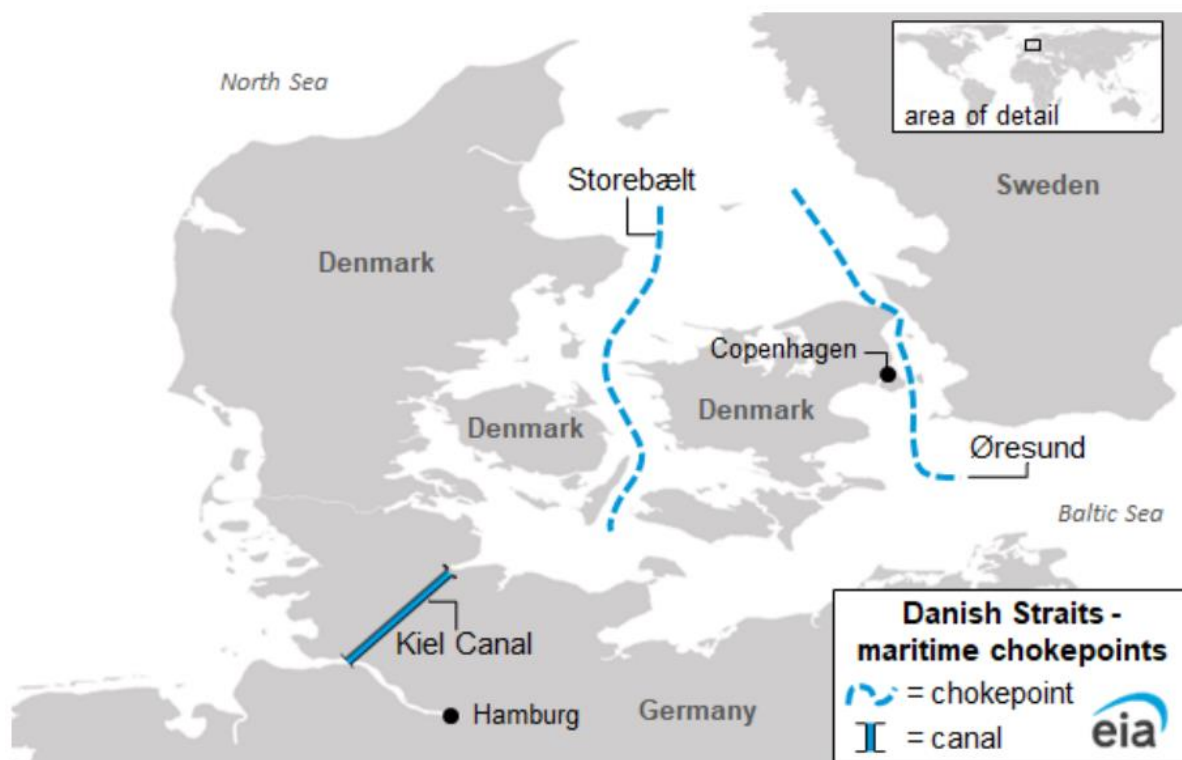 North Sea
area of detail
Storebælt
Sweden
Denmark
Copenhagen
Denmark
Denmark
Øresund
Baltic Sea
Kiel Canal
Hamburg
Germany
Danish Straits -
maritime chokepoints
= chokepoint
= canal
eia